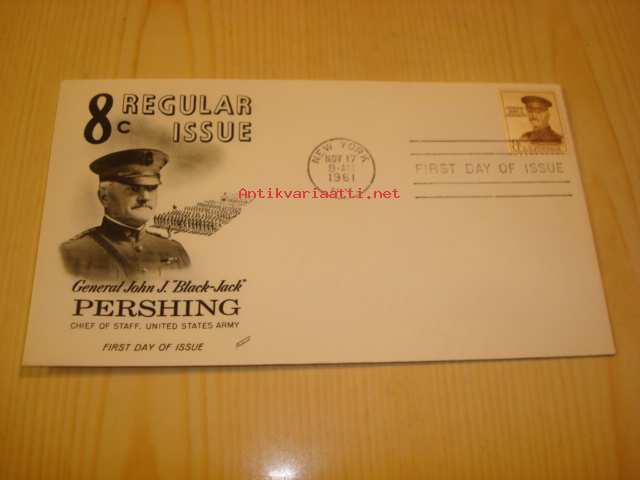 8c REGULAR
ISSUE
General John J. "Black-Jack"
PERSHING
CHIEF OF STAFF, UNITED STATES ARMY
FIRST DAY OF ISSUE
NEW YORK
NOV 17
1961
FIRST DAY OF ISSUE
Antikvariaatti.net